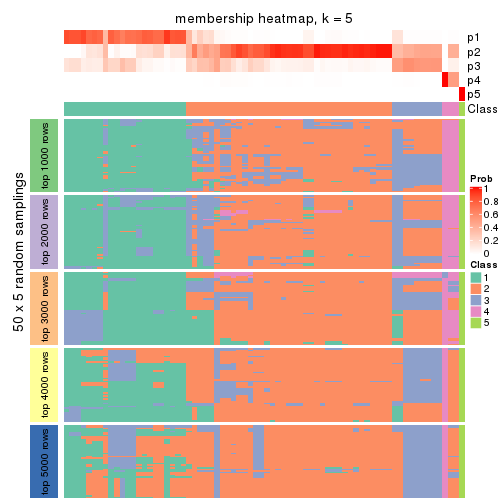 membership heatmap, k = 5
p1
p2
p3
p4
p5
Class
50 x 5 random samplings
top 1000 rows
top 2000 rows
top 3000 rows
top 4000 rows
top 5000 rows
Prob
1
0.8
0.6
0.4
0.2
0
Class
1
2
3
4
5